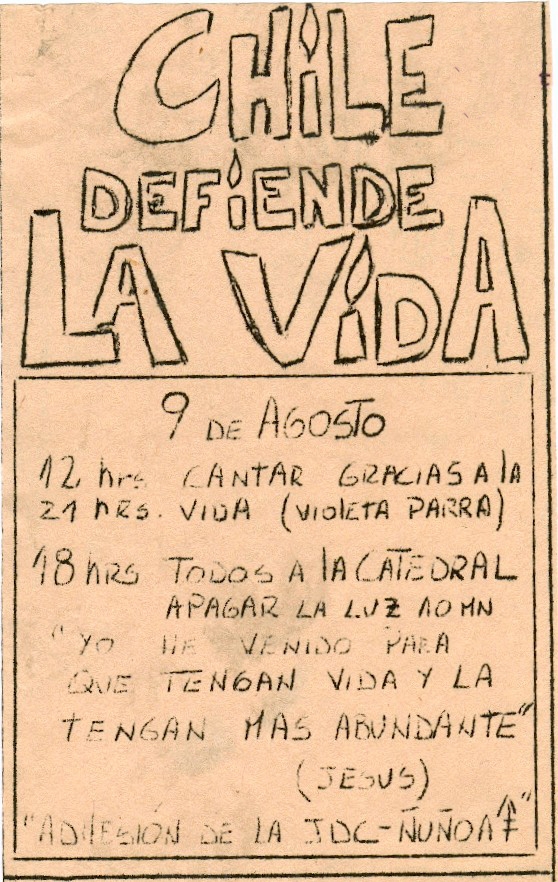 CHiLE
DEFiENDE
LA ViDA
9 DE AGOSTO
12 hrs CANTAR GRACIAS A la
21 hRS. VIDA (VIOLETA PARRA)
18 hRS TODOS A lA CATEDRAL
APAGAR LA LUZ 10 MN
"YO HE VENIDO PARA
QUE TENGAN VIDA Y LA
TENGAN MAS ABUNDANTE"
(JESUS)
"ADHESIÓN DE LA JDC-ÑUÑOA"